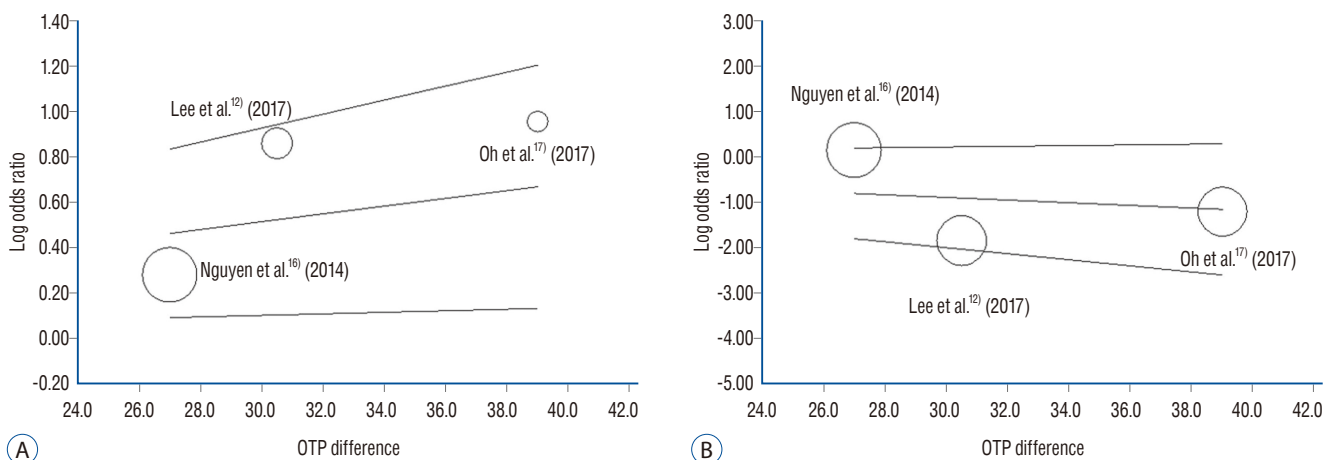 1.40
1.20
1.00
0.80
0.60
0.40
0.20
0.00
-0.20
Log odds ratio
Lee et al.12) (2017)
Oh et al.17) (2017)
Nguyen et al.16) (2014)
24.0 26.0 28.0 30.0 32.0 34.0 36.0 38.0 40.0 42.0
OTP difference
A
3.00
2.00
1.00
0.00
-1.00
-2.00
-3.00
-4.00
-5.00
Log odds ratio
Nguyen et al.16) (2014)
Oh et al.17) (2017)
Lee et al.12) (2017)
24.0 26.0 28.0 30.0 32.0 34.0 36.0 38.0 40.0 42.0
OTP difference
B